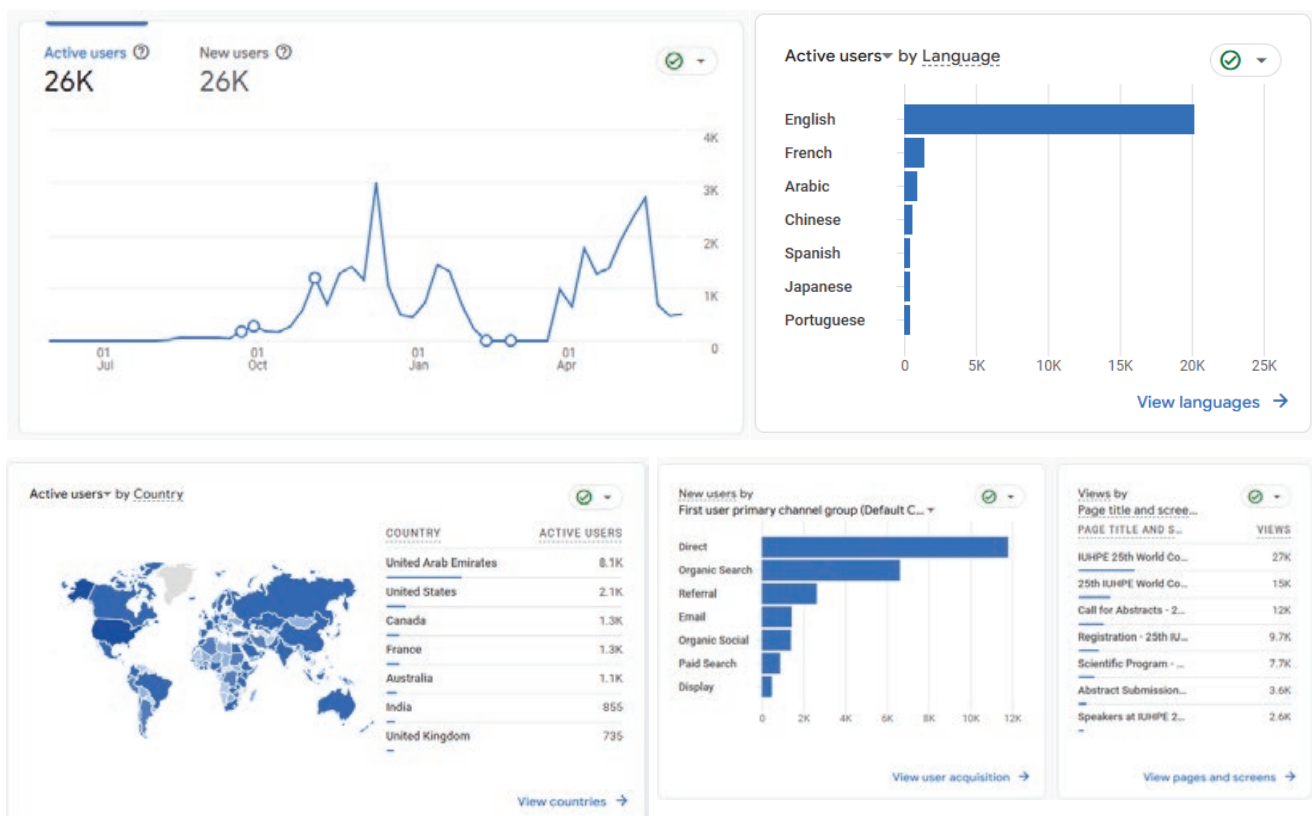 Active users
New users
26K
26K
4K
3K
2K
1K
0
01
Jul
01
Oct
01
Jan
01
Apr
Active users by Language
English
French
Arabic
Chinese
Spanish
Japanese
Portuguese
0 5K 10K 15K 20K 25K
View languages
Active users by Country
COUNTRY ACTIVE USERS
United Arab Emirates 8.1K
United States 2.1K
Canada 1.3K
France 1.3K
Australia 1.1K
India 855
United Kingdom 735
View countries
New users by
First user primary channel group (Default C...
Direct
Organic Search
Referral
Email
Organic Social
Paid Search
Display
0 2K 4K 6K 8K 10K 12K
View user acquisition
Views by
Page title and scree...
PAGE TITLE AND S... VIEWS
IUHPE 25th World Co... 27K
25th IUHPE World Co... 15K
Call for Abstracts - 2... 12K
Registration - 25th IU... 9.7K
Scientific Program - ... 7.7K
Abstract Submission... 3.6K
Speakers at IUHPE 2... 2.6K
View pages and screens